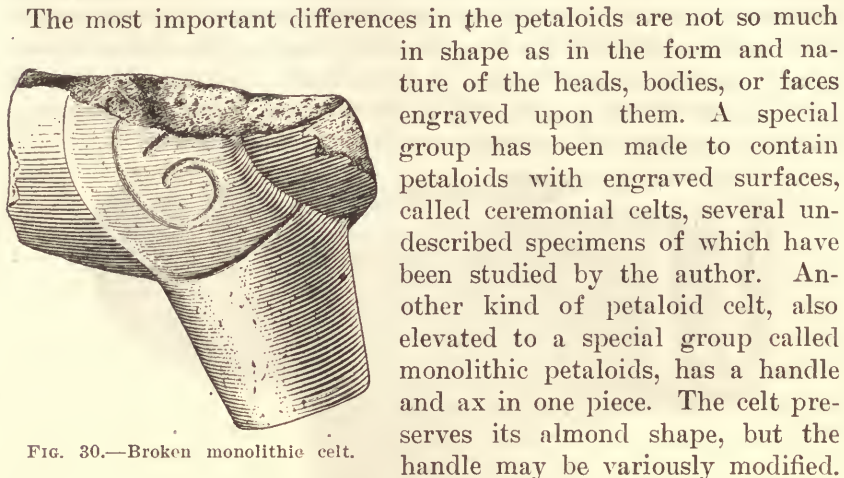 The most important differences in the petaloids are not so much
in shape as in the form and na-
ture of the heads, bodies, or faces
engraved upon them. A special
group has been made to contain
petaloids with engraved surfaces,
called ceremonial celts, several un-
described specimens of which have
been studied by the author. An-
other kind of petaloid celt, also
elevated to a special group called
monolithic petaloids, has a handle
and ax in one piece. The celt pre-
serves its almond shape, but the
handle may be variously modified.
FIG. 30.—Broken monolithic celt.